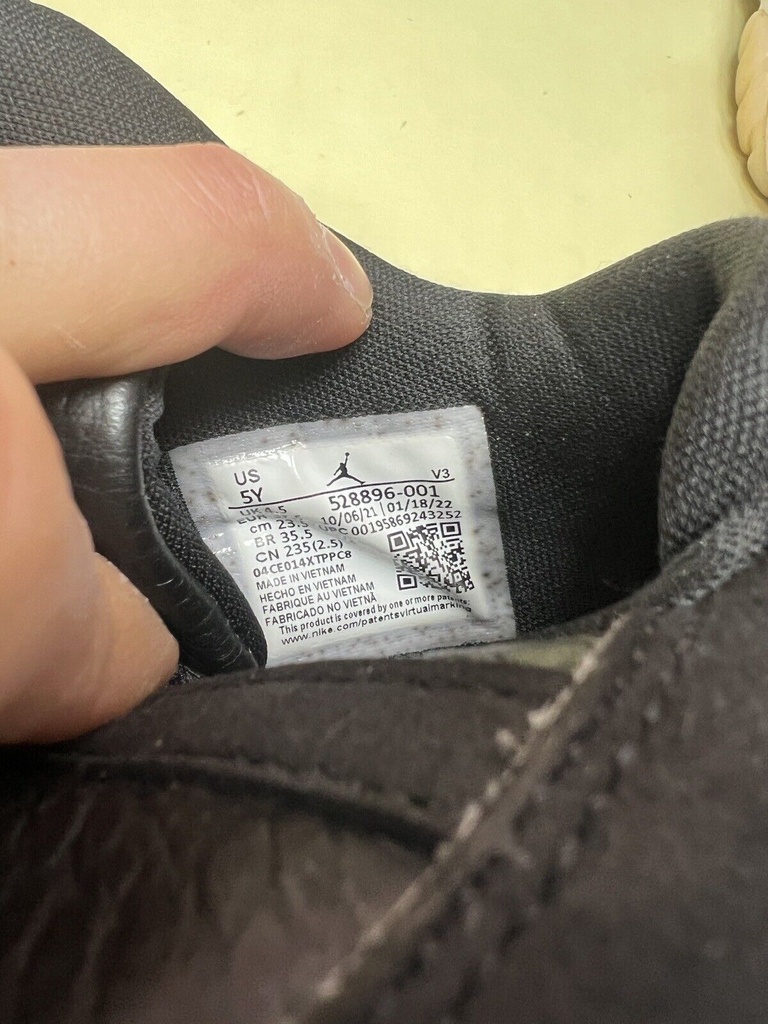 US V3
5Y 528896-001
UK 4.5 10/06/21 | 01/18/22
UPC 00195869243252
cm 23.5
BR 35.5
CN 235(2.5)
04CE014XTPPC8
MADE IN VIETNAM
HECHO EN VIETNAM
FABRIQUE AU VIETNAM
FABRICADO NO VIETNÃ
This product is covered by one or more patents
www.nike.com/patentsvirtualmarking